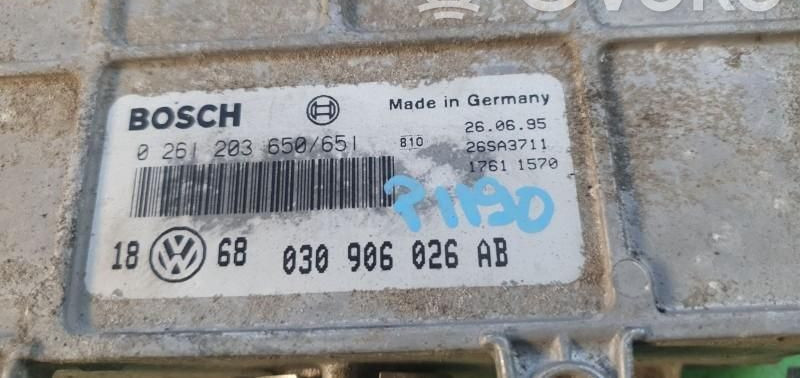 BOSCH
Made in Germany
26.06.95
0 261 203 650/651 810 26SA3711
1761 1570
P1190
18 68 030 906 026 AB